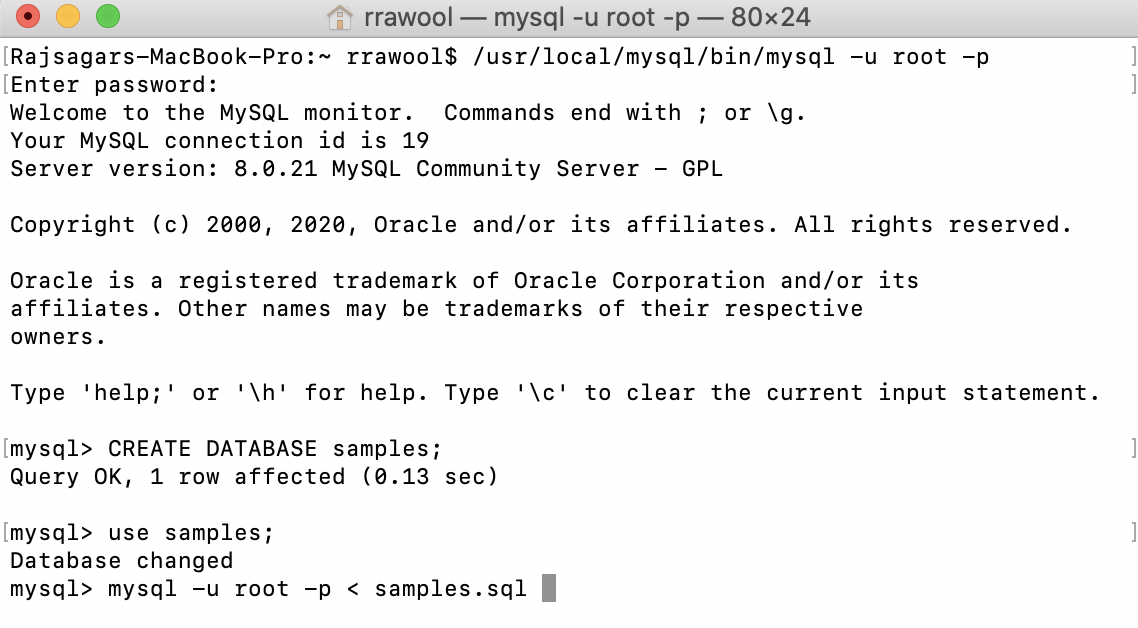 rrawool — mysql -u root -p — 80×24
[Rajsagars-MacBook-Pro:~ rrawool$ /usr/local/mysql/bin/mysql -u root -p ]
[Enter password: ]
Welcome to the MySQL monitor.  Commands end with ; or \g.
Your MySQL connection id is 19
Server version: 8.0.21 MySQL Community Server - GPL
Copyright (c) 2000, 2020, Oracle and/or its affiliates. All rights reserved.
Oracle is a registered trademark of Oracle Corporation and/or its
affiliates. Other names may be trademarks of their respective
owners.
Type 'help;' or '\h' for help. Type '\c' to clear the current input statement.
[mysql> CREATE DATABASE samples; ]
Query OK, 1 row affected (0.13 sec)
[mysql> use samples; ]
Database changed
mysql> mysql -u root -p < samples.sql